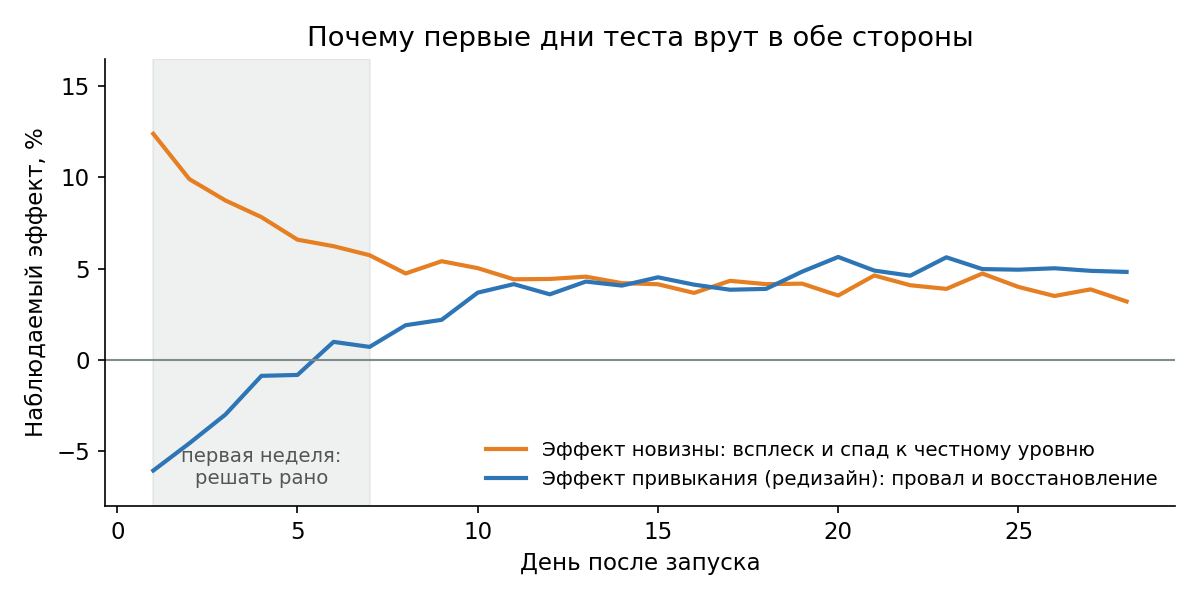 Почему первые дни теста врут в обе стороны
Наблюдаемый эффект, %
15
10
5
0
−5
первая неделя:
решать рано
Эффект новизны: всплеск и спад к честному уровню
Эффект привыкания (редизайн): провал и восстановление
0
5
10
15
20
25
День после запуска